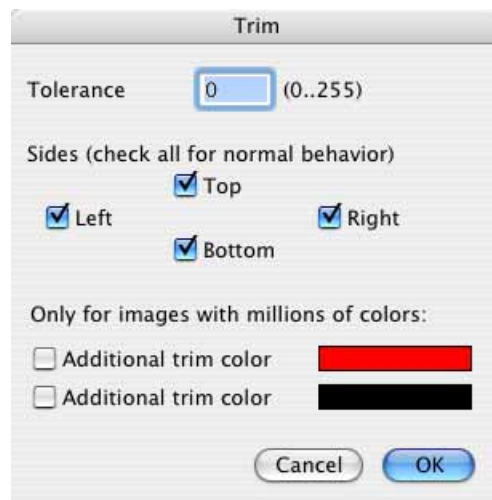 Trim
Tolerance 0 (0..255)
Sides (check all for normal behavior)
Top
Left Right
Bottom
Only for images with millions of colors:
Additional trim color
Additional trim color
Cancel OK